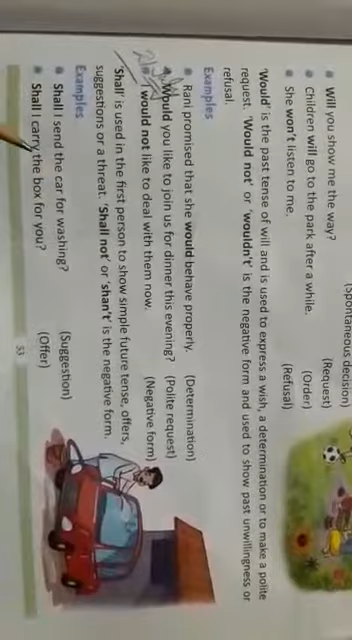 (Spontaneous decision)
Will you show me the way? (Request)
Children will go to the park after a while. (Order)
She won't listen to me. (Refusal)
'Would' is the past tense of will and is used to express a wish, a determination or to make a polite
request. 'Would not' or 'wouldn't' is the negative form and used to show past unwillingness or
refusal.
Examples
Rani promised that she would behave properly. (Determination)
Would you like to join us for dinner this evening? (Polite request)
I would not like to deal with them now. (Negative form)
'Shall' is used in the first person to show simple future tense, offers,
suggestions or a threat. 'Shall not' or 'shan't' is the negative form.
Examples
Shall I send the car for washing? (Suggestion)
Shall I carry the box for you? (Offer)
53